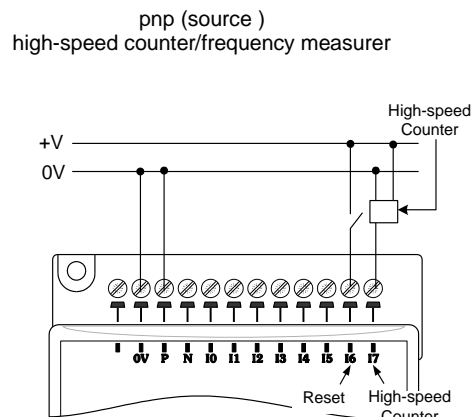 pnp (source )
high-speed counter/frequency measurer
High-speed
Counter
+V
0V
0V P N I0 I1 I2 I3 I4 I5 I6 I7
Reset
High-speed
Counter